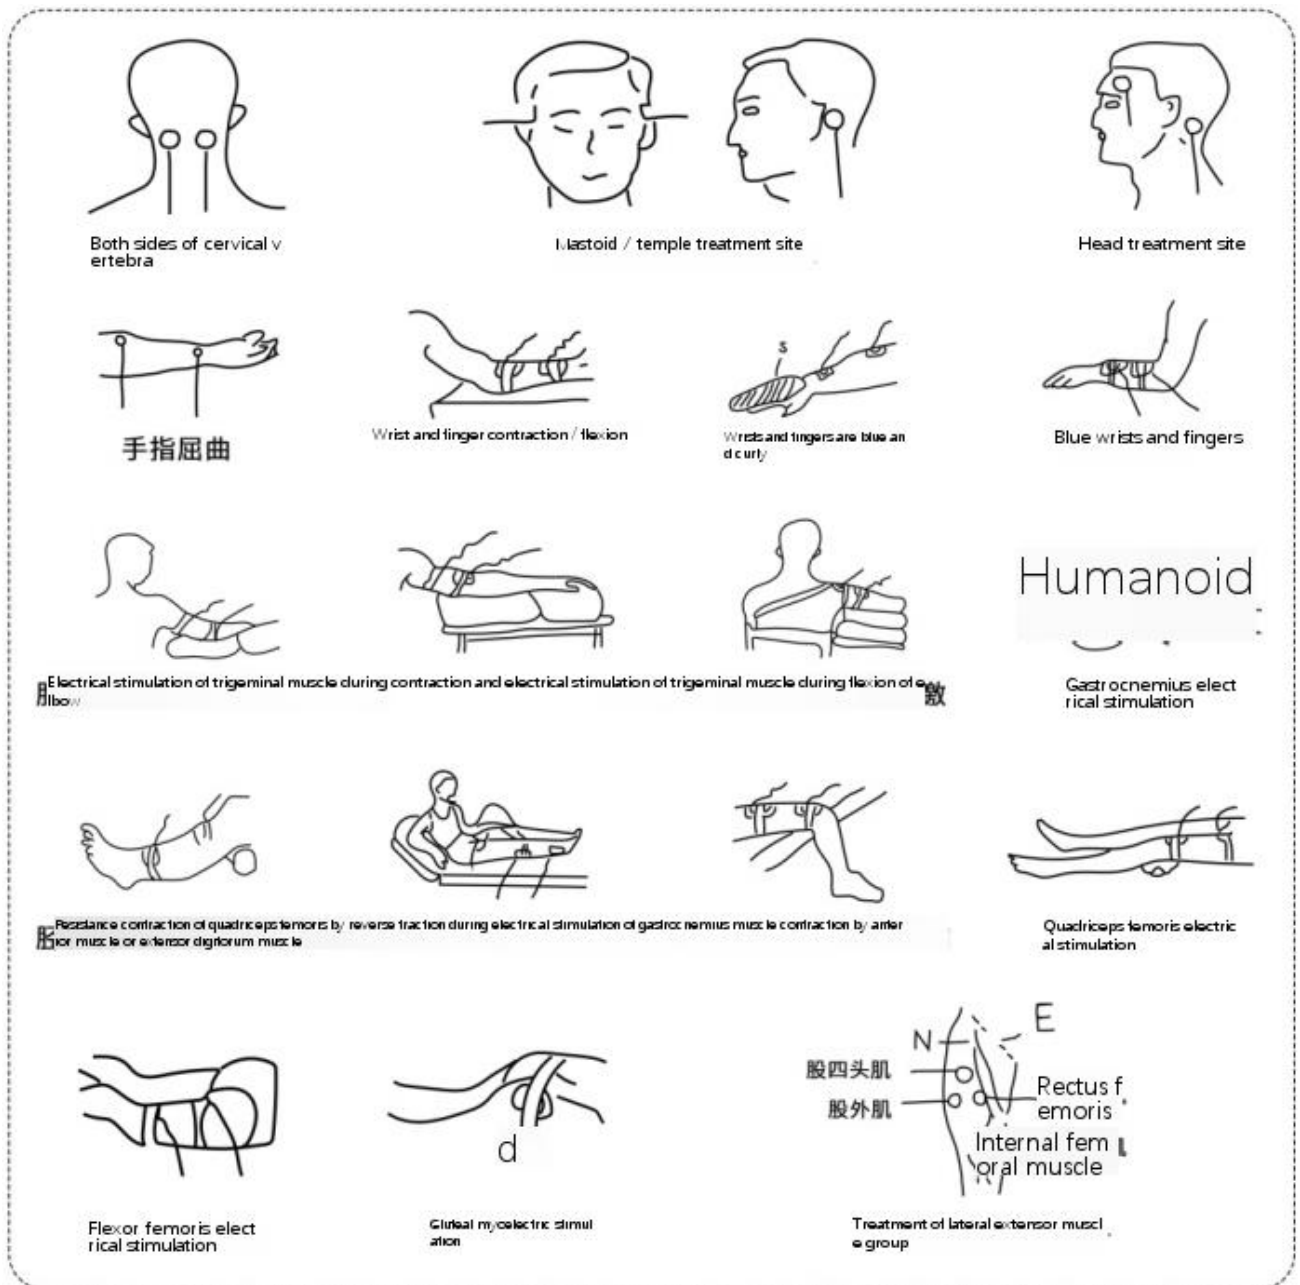 Both sides of cervical v
ertebra
Mastoid / temple treatment site
Head treatment site
手指屈曲
Wrist and finger contraction / flexion
S
Wrists and fingers are blue an
d curly
Blue wrists and fingers
Humanoid
Electrical stimulation of trigeminal muscle during contraction and electrical stimulation of trigeminal muscle during flexion of e
lbow
Gastrocnemius elect
rical stimulation
Resistance contraction of quadriceps femoris by reverse traction during electrical stimulation of gastrocnemius muscle contraction by anter
ior muscle or extensor digitorum muscle
Quadriceps femoris electric
al stimulation
d
Flexor femoris elect
rical stimulation
Gluteal myoelectric stimul
ation
N
E
股四头肌
股外肌
Rectus f
emoris
Internal fem
oral muscle
Treatment of lateral extensor muscl
e group